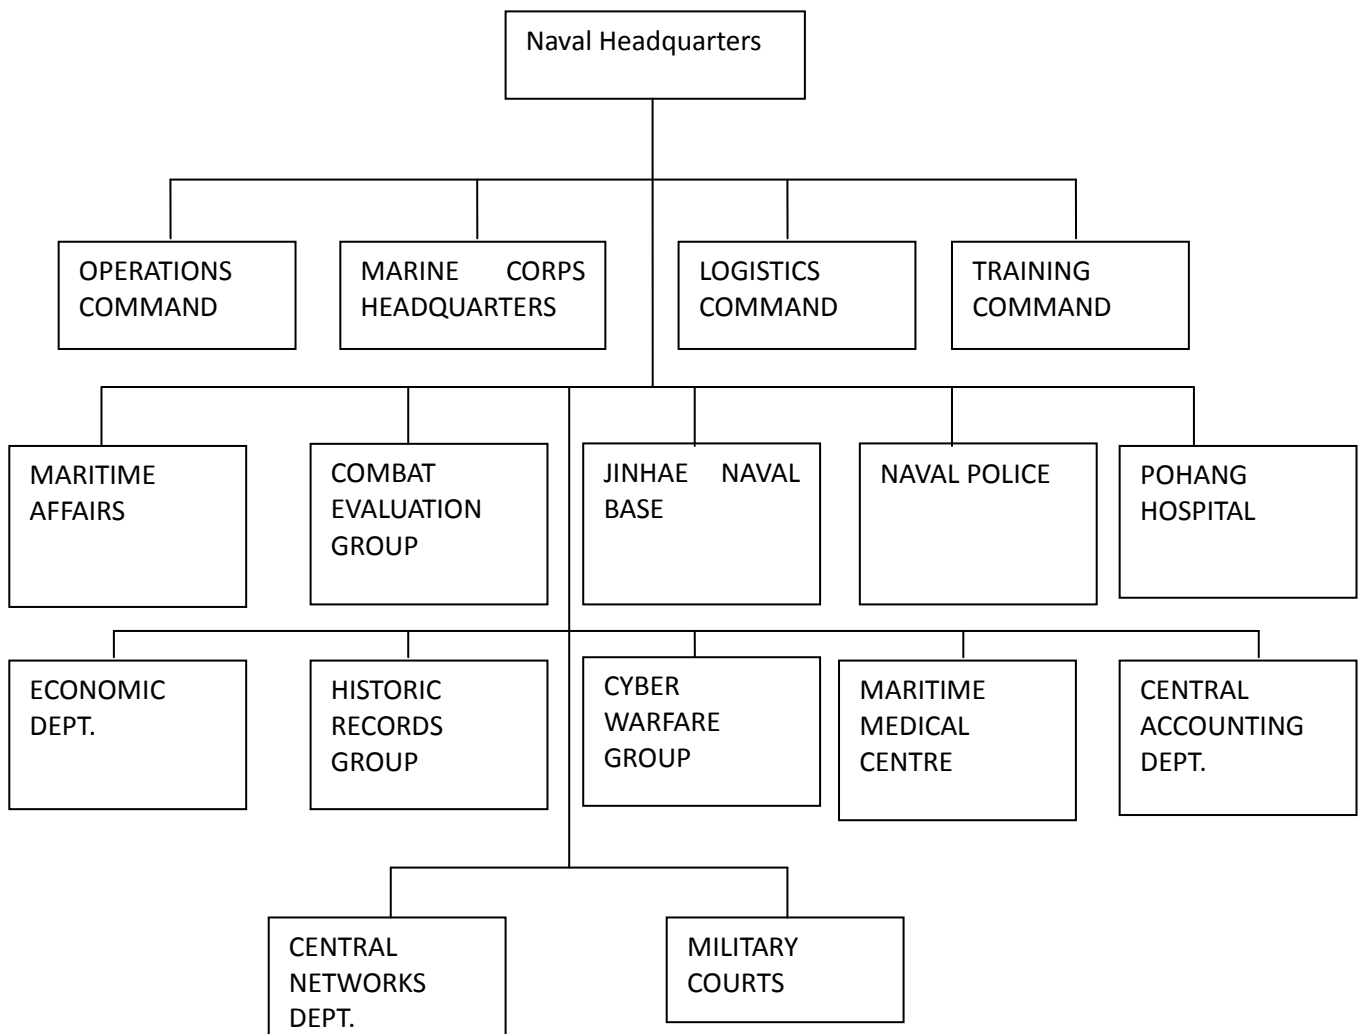 Naval Headquarters
OPERATIONS
COMMAND
MARINE CORPS
HEADQUARTERS
LOGISTICS
COMMAND
TRAINING
COMMAND
MARITIME
AFFAIRS
COMBAT
EVALUATION
GROUP
JINHAE NAVAL
BASE
NAVAL POLICE
POHANG
HOSPITAL
ECONOMIC
DEPT.
HISTORIC
RECORDS
GROUP
CYBER
WARFARE
GROUP
MARITIME
MEDICAL
CENTRE
CENTRAL
ACCOUNTING
DEPT.
CENTRAL
NETWORKS
DEPT.
MILITARY
COURTS